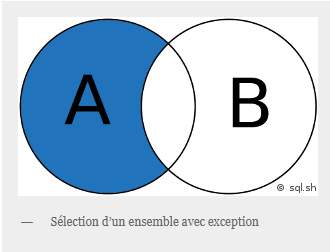 A B
© sql.sh
— Sélection d'un ensemble avec exception